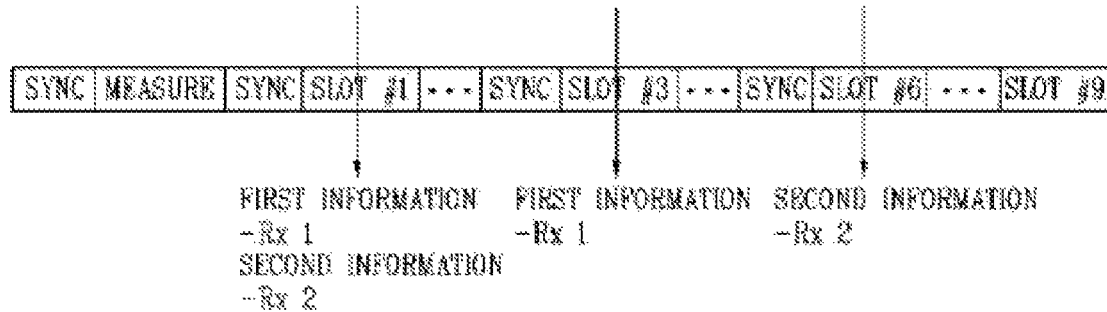 SYNC MEASURE SYNC SLOT #1 ··· SYNC SLOT #3 ··· SYNC SLOT #6 ··· SLOT #9
FIRST INFORMATION FIRST INFORMATION SECOND INFORMATION
-Rx 1 -Rx 1 -Rx 2
SECOND INFORMATION
-Rx 2